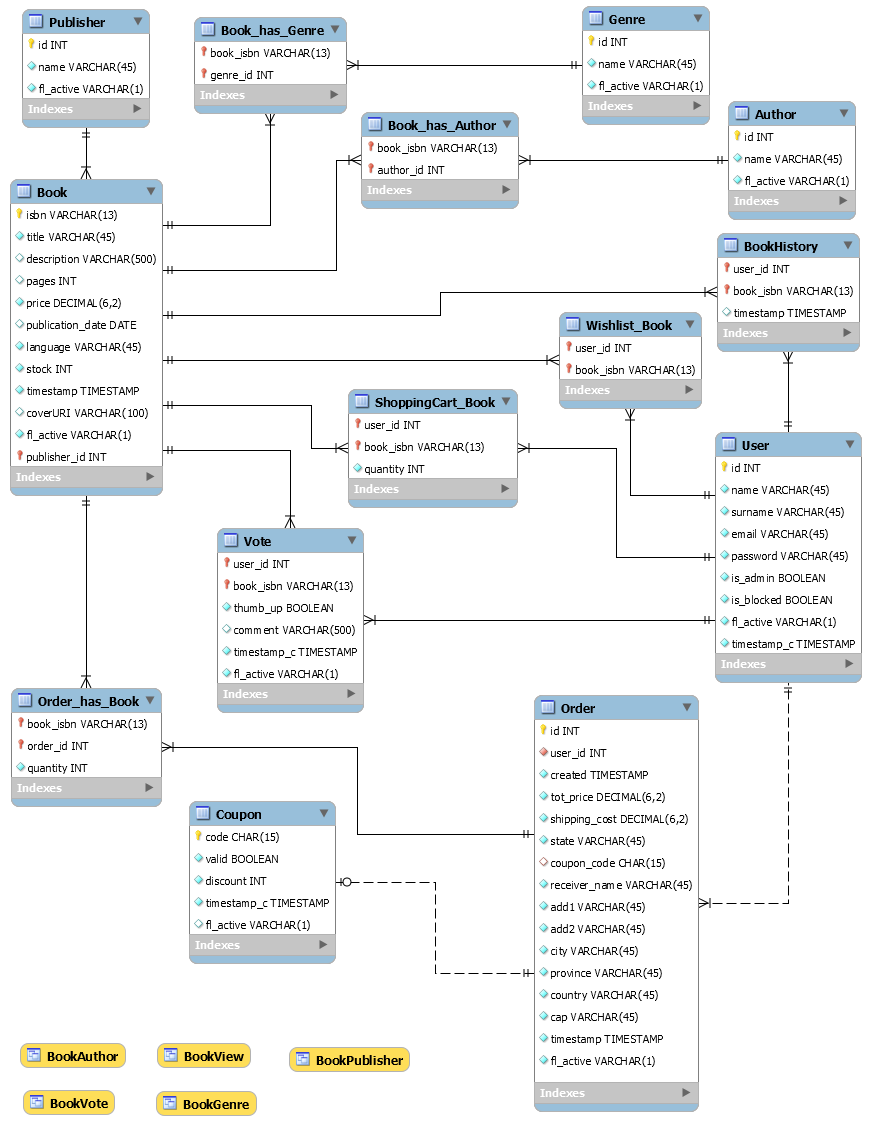 Publisher
id INT
name VARCHAR(45)
fl_active VARCHAR(1)
Indexes
Book_has_Genre
book_isbn VARCHAR(13)
genre_id INT
Indexes
Genre
id INT
name VARCHAR(45)
fl_active VARCHAR(1)
Indexes
Book_has_Author
book_isbn VARCHAR(13)
author_id INT
Indexes
Author
id INT
name VARCHAR(45)
fl_active VARCHAR(1)
Indexes
Book
isbn VARCHAR(13)
title VARCHAR(45)
description VARCHAR(500)
pages INT
price DECIMAL(6,2)
publication_date DATE
language VARCHAR(45)
stock INT
timestamp TIMESTAMP
coverURI VARCHAR(100)
fl_active VARCHAR(1)
publisher_id INT
Indexes
BookHistory
user_id INT
book_isbn VARCHAR(13)
timestamp TIMESTAMP
Indexes
Wishlist_Book
user_id INT
book_isbn VARCHAR(13)
Indexes
ShoppingCart_Book
user_id INT
book_isbn VARCHAR(13)
quantity INT
Indexes
User
id INT
name VARCHAR(45)
surname VARCHAR(45)
email VARCHAR(45)
password VARCHAR(45)
is_admin BOOLEAN
is_blocked BOOLEAN
fl_active VARCHAR(1)
timestamp_c TIMESTAMP
Indexes
Vote
user_id INT
book_isbn VARCHAR(13)
thumb_up BOOLEAN
comment VARCHAR(500)
timestamp_c TIMESTAMP
fl_active VARCHAR(1)
Indexes
Order_has_Book
book_isbn VARCHAR(13)
order_id INT
quantity INT
Indexes
Order
id INT
user_id INT
created TIMESTAMP
tot_price DECIMAL(6,2)
shipping_cost DECIMAL(6,2)
state VARCHAR(45)
coupon_code CHAR(15)
receiver_name VARCHAR(45)
add1 VARCHAR(45)
add2 VARCHAR(45)
city VARCHAR(45)
province VARCHAR(45)
country VARCHAR(45)
cap VARCHAR(45)
timestamp TIMESTAMP
fl_active VARCHAR(1)
Indexes
Coupon
code CHAR(15)
valid BOOLEAN
discount INT
timestamp_c TIMESTAMP
fl_active VARCHAR(1)
Indexes
BookAuthor
BookView
BookPublisher
BookVote
BookGenre